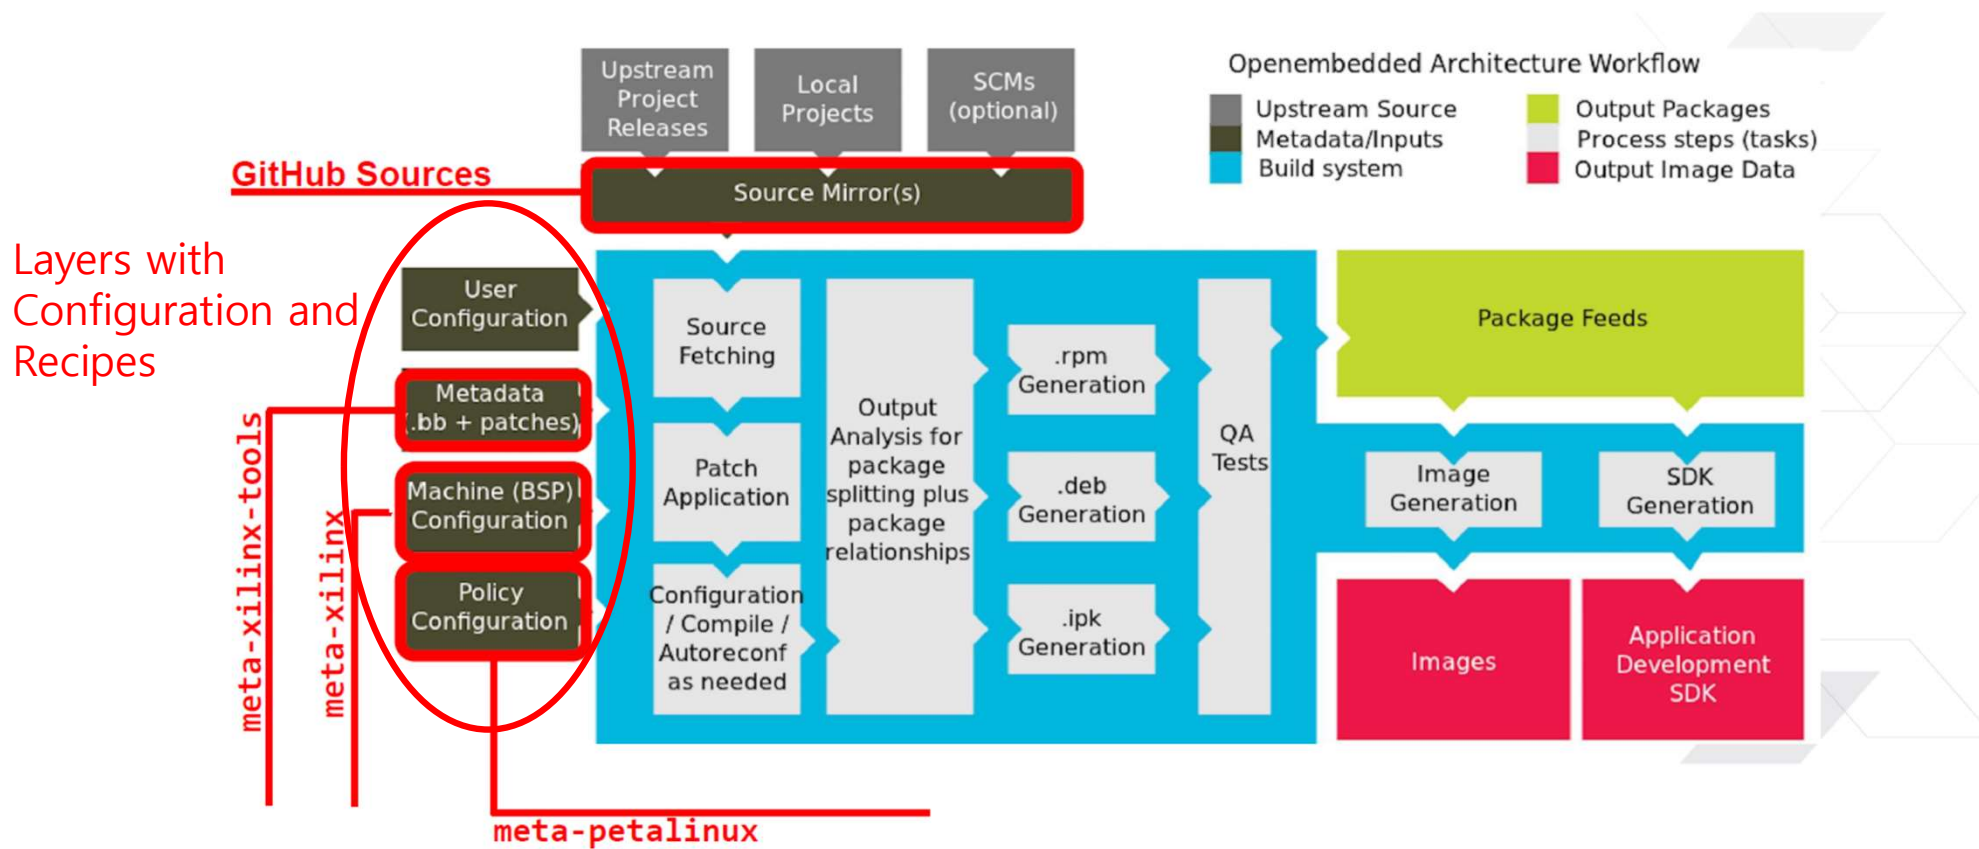 Upstream
Project
Releases
Local
Projects
SCMs
(optional)
Openembedded Architecture Workflow
Upstream Source
Metadata/Inputs
Build system
Output Packages
Process steps (tasks)
Output Image Data
GitHub Sources
Source Mirror(s)
Layers with
Configuration and
Recipes
User
Configuration
Metadata
(.bb + patches)
Machine (BSP)
Configuration
Policy
Configuration
meta-xilinx-tools
meta-xilinx
meta-petalinux
Source
Fetching
Patch
Application
Configuration
/ Compile /
Autoreconf
as needed
Output
Analysis for
package
splitting plus
package
relationships
.rpm
Generation
.deb
Generation
.ipk
Generation
QA
Tests
Package Feeds
Image
Generation
SDK
Generation
Images
Application
Development
SDK